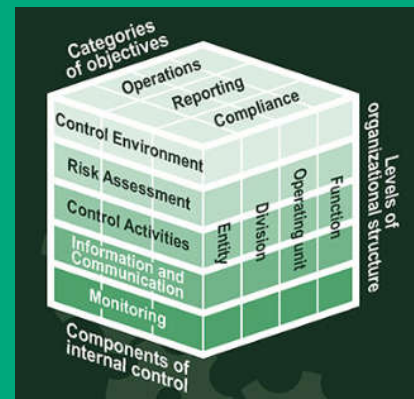 Categories
of objectives
Operations
Reporting
Compliance
Control Environment
Risk Assessment
Control Activities
Information and
Communication
Monitoring
Components of
internal control
Entity
Division
Operating unit
Function
Levels of
organizational structure